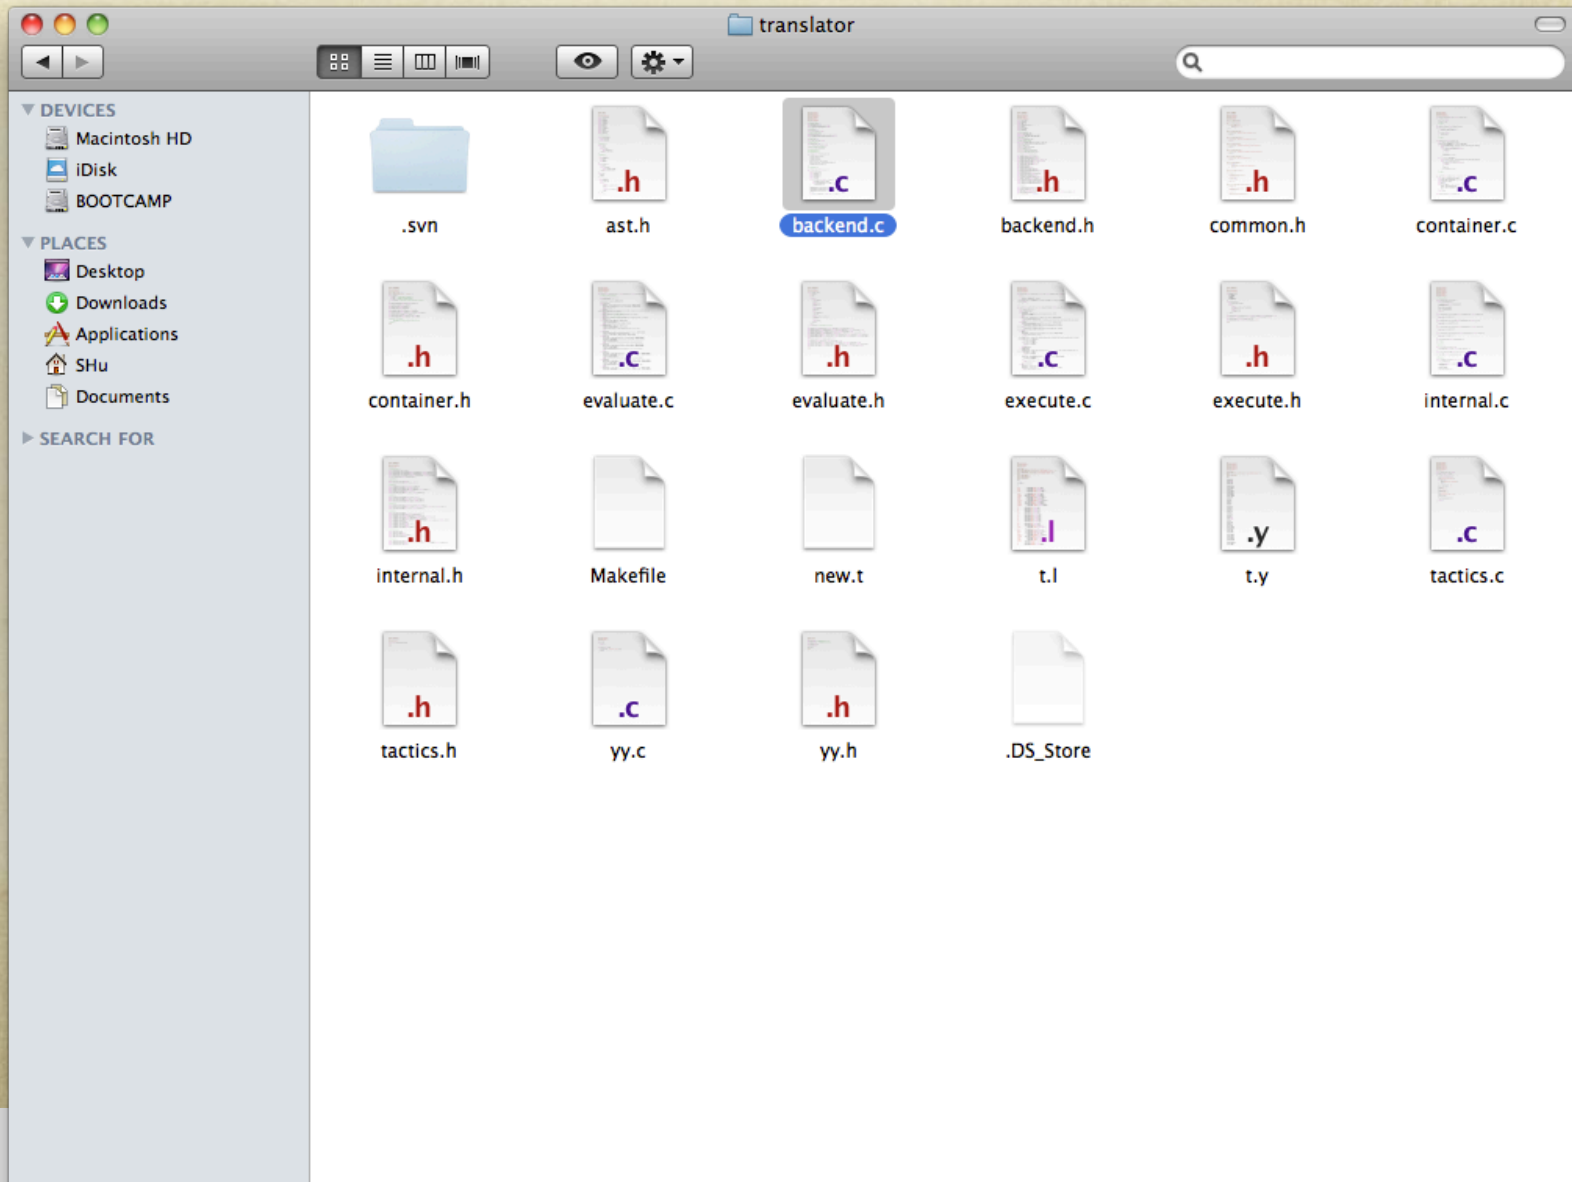 translator
DEVICES
Macintosh HD
iDisk
BOOTCAMP
PLACES
Desktop
Downloads
Applications
SHu
Documents
SEARCH FOR
.h
.c
.h
.h
.c
.svn
ast.h
backend.c
backend.h
common.h
container.c
.h
.c
.h
.c
.h
.c
container.h
evaluate.c
evaluate.h
execute.c
execute.h
internal.c
.h
.l
.y
.c
internal.h
Makefile
new.t
t.l
t.y
tactics.c
.h
.c
.h
tactics.h
yy.c
yy.h
.DS_Store